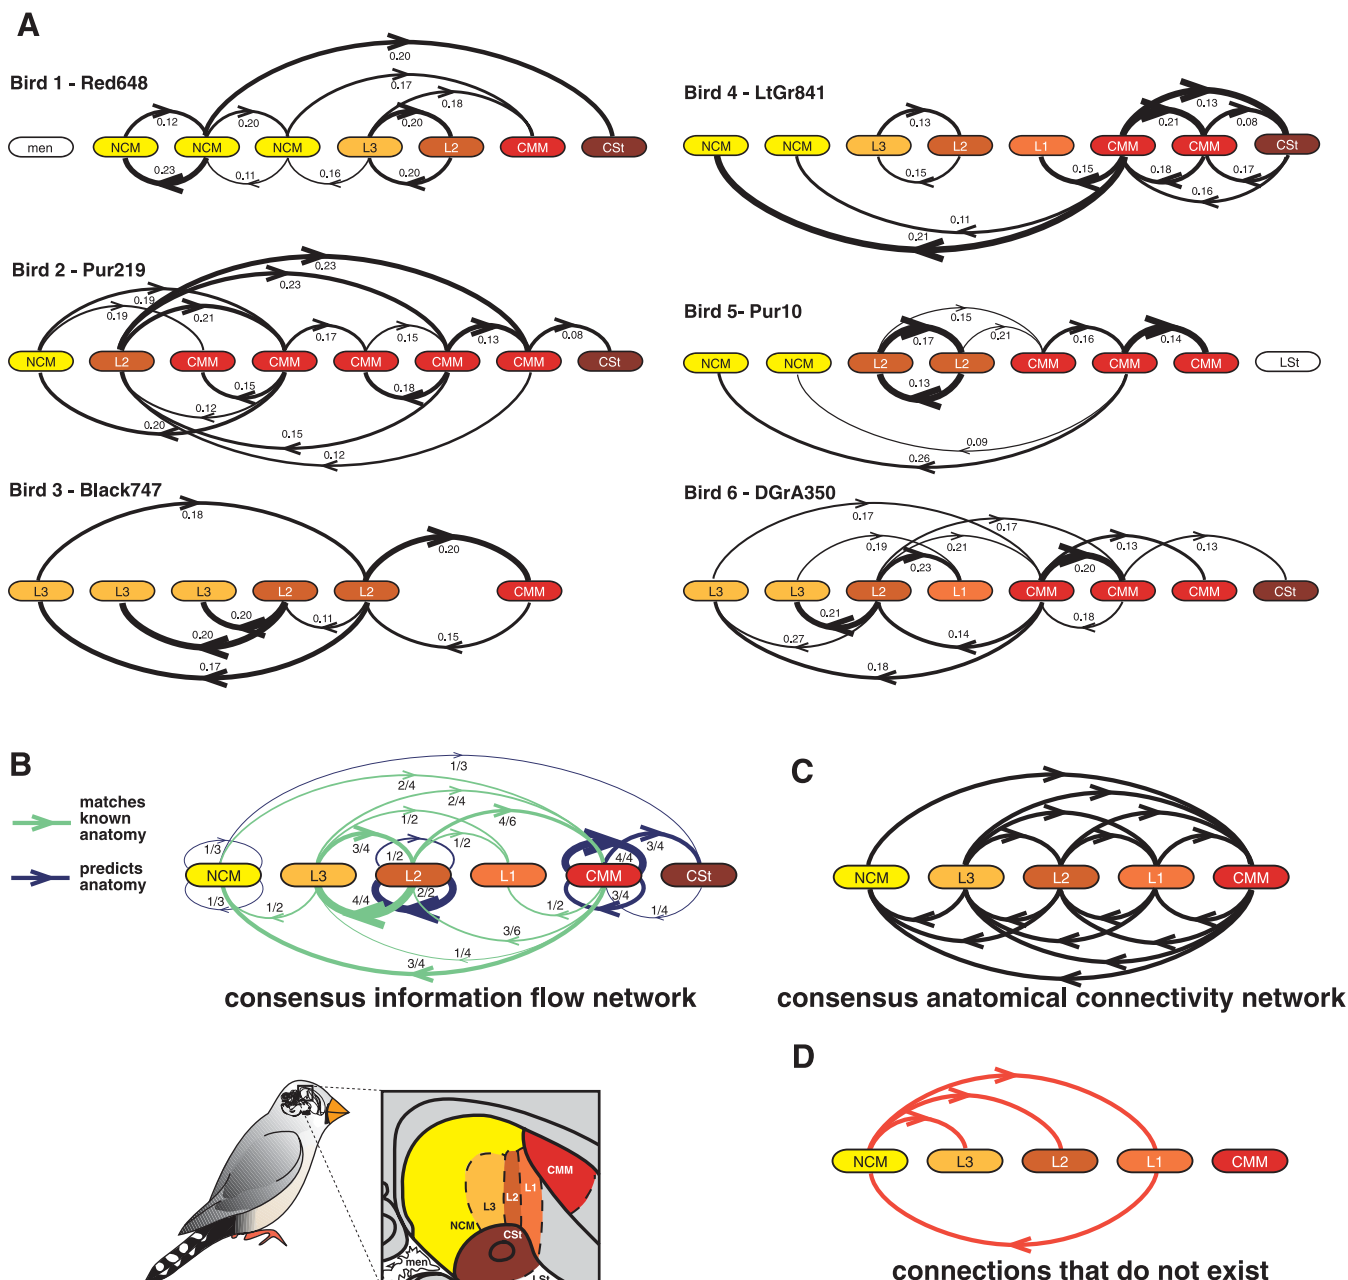 A
Bird 1 - Red648
0.20
0.17
0.18
0.12
0.20
0.20
men
NCM
NCM
NCM
L3
L2
CMM
CSt
0.23
0.11
0.16
0.20
Bird 4 - LtGr841
0.13
0.13
0.21
0.08
NCM
NCM
L3
L2
L1
CMM
CMM
CSt
0.15
0.15
0.18
0.17
0.16
0.11
0.21
Bird 2 - Pur219
0.23
0.23
0.19
0.19
0.21
0.17
0.15
0.13
0.08
NCM
L2
CMM
CMM
CMM
CMM
CMM
CSt
0.15
0.18
0.12
0.20
0.15
0.12
Bird 5- Pur10
0.15
0.17
0.21
0.16
0.14
NCM
NCM
L2
L2
CMM
CMM
CMM
LSt
0.13
0.09
0.26
Bird 3 - Black747
0.18
0.20
L3
L3
L3
L2
L2
CMM
0.20
0.11
0.20
0.15
0.17
Bird 6 - DGrA350
0.17
0.17
0.19
0.21
0.13
0.13
0.23
0.20
L3
L3
L2
L1
CMM
CMM
CMM
CSt
0.21
0.18
0.27
0.14
0.18
B
matches
known
anatomy
predicts
anatomy
1/3
2/4
2/4
1/2
4/6
1/3
3/4
1/2
1/2
4/4
3/4
NCM
L3
L2
L1
CMM
CSt
1/3
1/2
4/4
2/2
1/2
3/4
1/4
3/6
1/4
3/4
consensus information flow network
C
NCM
L3
L2
L1
CMM
consensus anatomical connectivity network
D
NCM
L3
L2
L1
CMM
connections that do not exist
CMM
L1
L2
L3
NCM
CSt
men
LSt